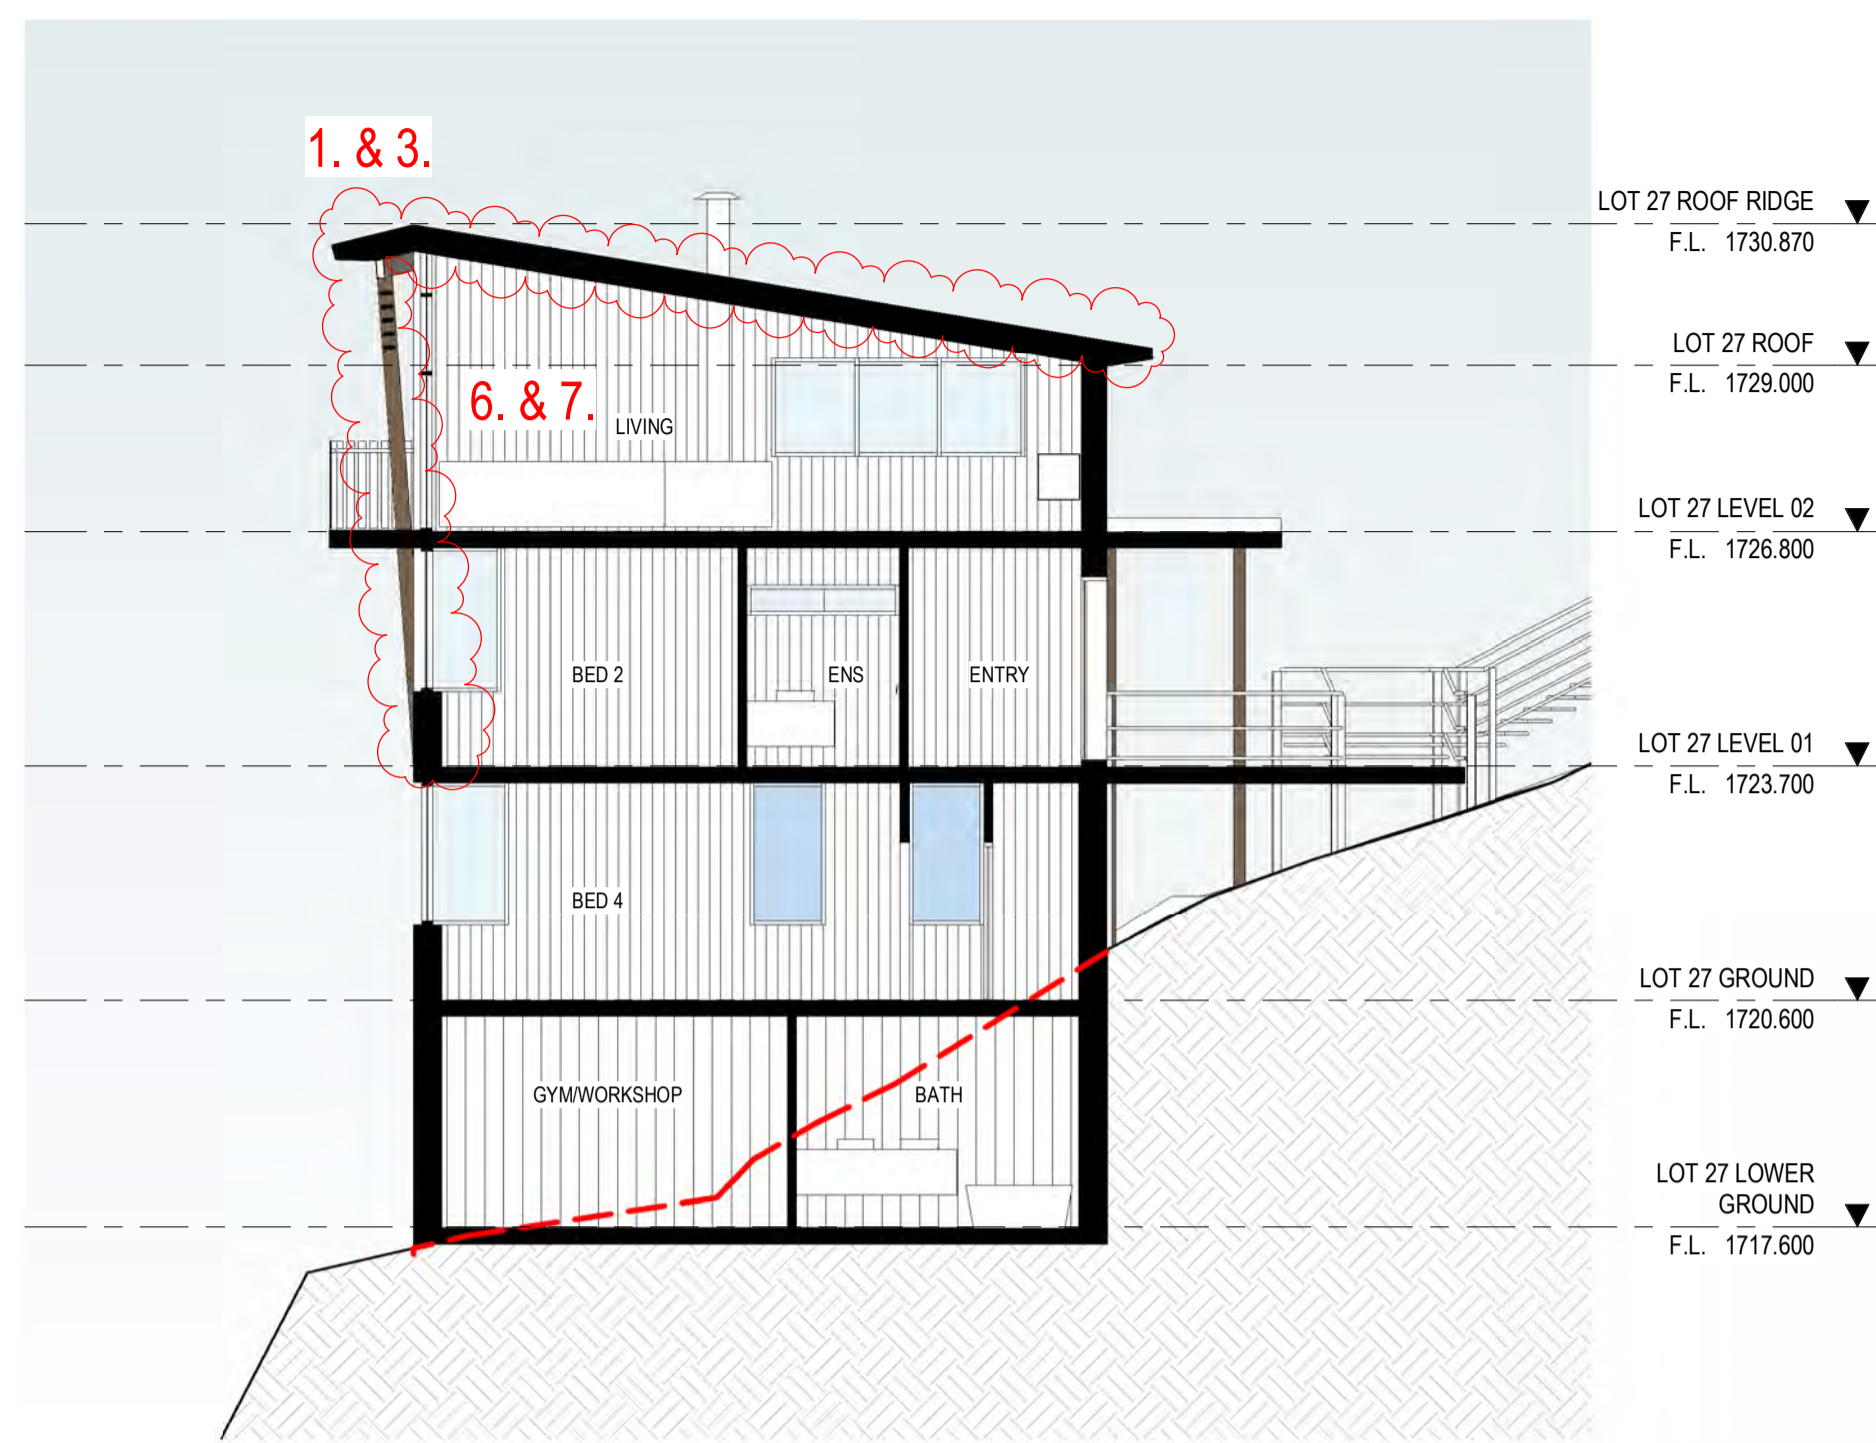 1. & 3.
LOT 27 ROOF RIDGE
F.L. 1730.870
LOT 27 ROOF
F.L. 1729.000
6. & 7.
LIVING
LOT 27 LEVEL 02
F.L. 1726.800
BED 2
ENS
ENTRY
LOT 27 LEVEL 01
F.L. 1723.700
BED 4
LOT 27 GROUND
F.L. 1720.600
GYM/WORKSHOP
BATH
LOT 27 LOWER
GROUND
F.L. 1717.600